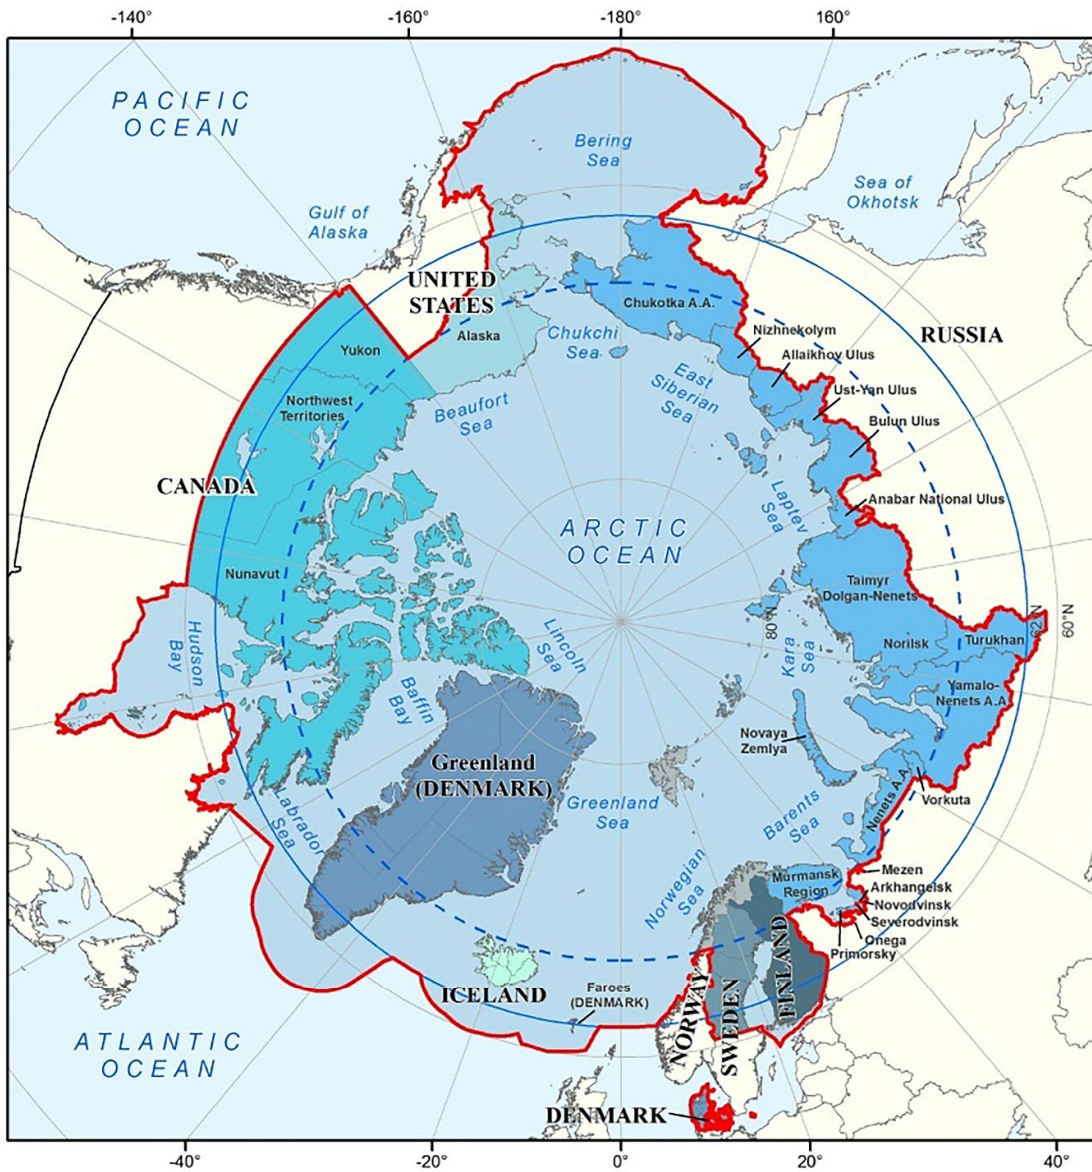 -140°
-160°
-180°
160°
PACIFIC
OCEAN
Bering
Sea
Sea of
Okhotsk
Gulf of
Alaska
UNITED
STATES
Chukotka A.A.
Alaska
Chukchi
Sea
Nizhnekolym
RUSSIA
Yukon
Allaikhov Ulus
East
Siberian
Sea
Ust-Yan Ulus
Northwest
Territories
Beaufort
Sea
Bulun Ulus
CANADA
Laptev
Sea
Anabar National Ulus
ARCTIC
OCEAN
Nunavut
Taimyr
Dolgan-Nenets
80°N
62°N
60°N
Hudson
Bay
Lincoln
Sea
Kara
Sea
Norilsk
Turukhan
Baffin
Bay
Yamalo-
Nenets A.A
Novaya
Zemlya
Greenland
(DENMARK)
Greenland
Sea
Barents
Sea
Nenets A.A.
Vorkuta
Labrador
Sea
Norwegian
Sea
Murmansk
Region
Mezen
Arkhangelsk
Novodvinsk
Severodvinsk
Onega
Primorsky
ICELAND
Faroes
(DENMARK)
NORWAY
SWEDEN
FINLAND
ATLANTIC
OCEAN
DENMARK
-40°
-20°
0
20°
40°